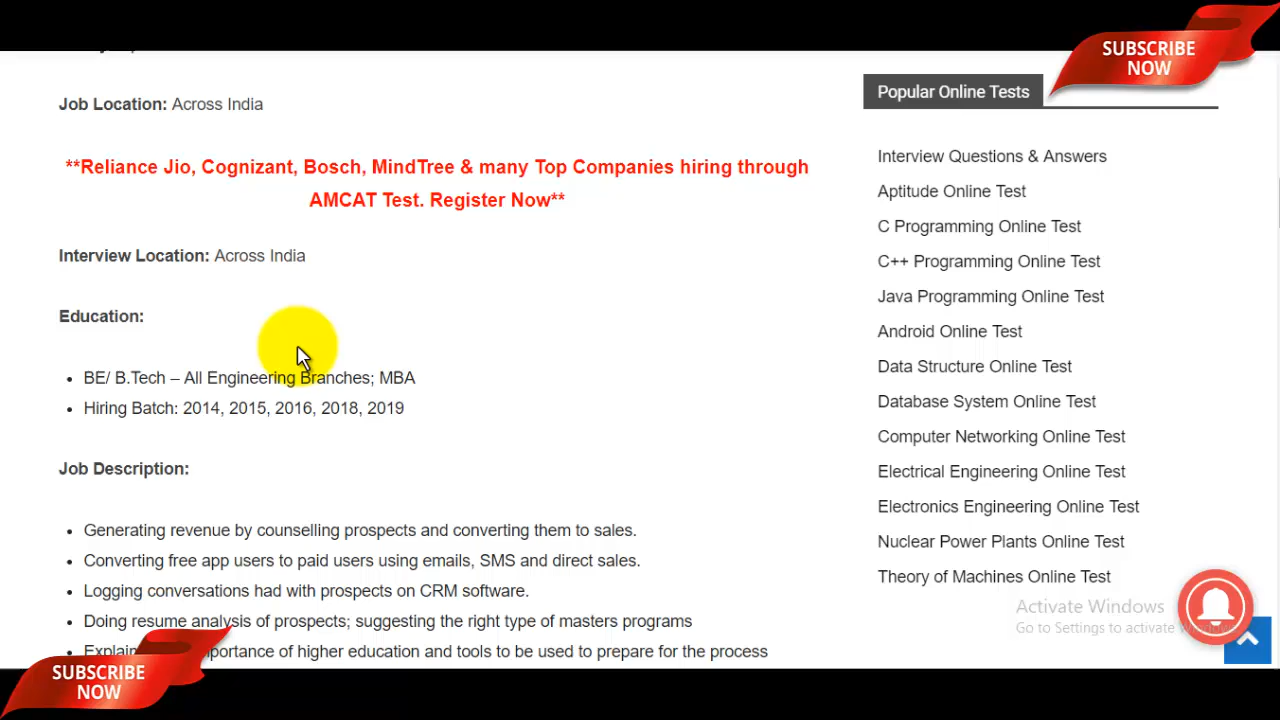 SUBSCRIBE
NOW
Job Location: Across India
**Reliance Jio, Cognizant, Bosch, MindTree & many Top Companies hiring through
AMCAT Test. Register Now**
Interview Location: Across India
Education:
• BE/ B.Tech – All Engineering Branches; MBA
• Hiring Batch: 2014, 2015, 2016, 2018, 2019
Job Description:
• Generating revenue by counselling prospects and converting them to sales.
• Converting free app users to paid users using emails, SMS and direct sales.
• Logging conversations had with prospects on CRM software.
• Doing resume analysis of prospects; suggesting the right type of masters programs
of higher education and tools to be used to prepare for the process
Popular Online Tests
Interview Questions & Answers
Aptitude Online Test
C Programming Online Test
C++ Programming Online Test
Java Programming Online Test
Android Online Test
Data Structure Online Test
Database System Online Test
Computer Networking Online Test
Electrical Engineering Online Test
Electronics Engineering Online Test
Nuclear Power Plants Online Test
Theory of Machines Online Test
Activate Windows
Go to Settings to activate
SUBSCRIBE
NOW